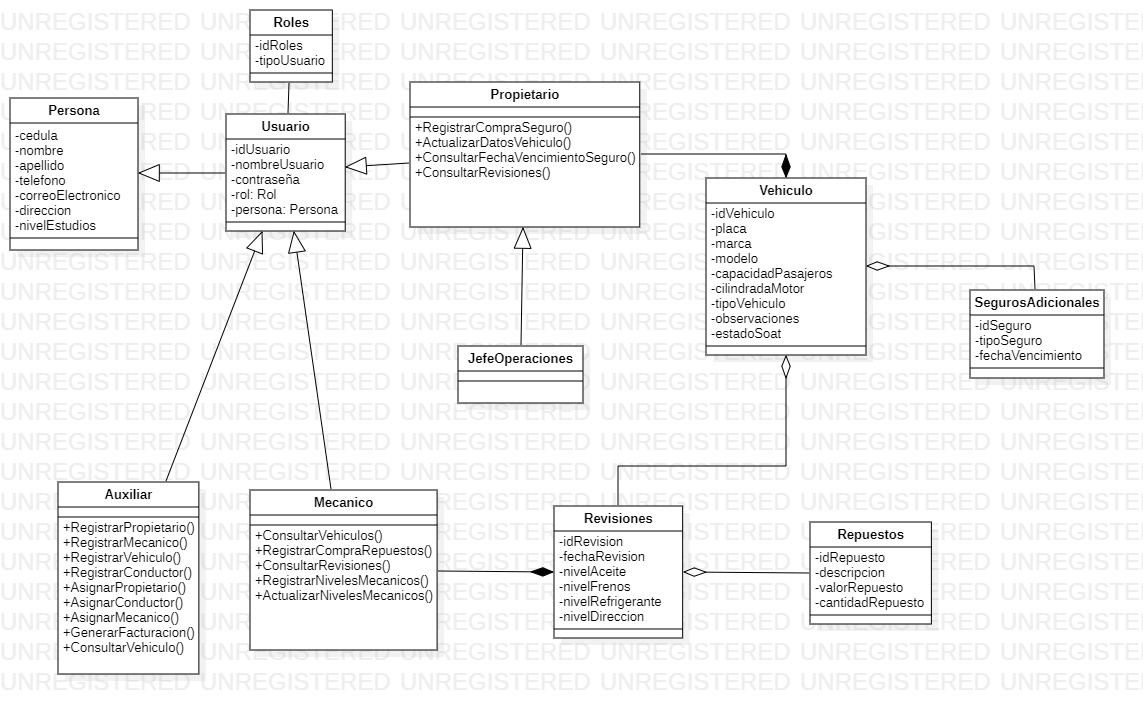 Roles
-idRoles
-tipoUsuario
Persona
-cedula
-nombre
-apellido
-telefono
-correoElectronico
-direccion
-nivelEstudios
Usuario
-idUsuario
-nombreUsuario
-contraseña
-rol: Rol
-persona: Persona
Propietario
+RegistrarCompraSeguro()
+ActualizarDatosVehiculo()
+ConsultarFechaVencimientoSeguro()
+ConsultarRevisiones()
Vehiculo
-idVehiculo
-placa
-marca
-modelo
-capacidadPasajeros
-cilindradaMotor
-tipoVehiculo
-observaciones
-estadoSoat
SegurosAdicionales
-idSeguro
-tipoSeguro
-fechaVencimiento
JefeOperaciones
Auxiliar
+RegistrarPropietario()
+RegistrarMecanico()
+RegistrarVehiculo()
+RegistrarConductor()
+AsignarPropietario()
+AsignarConductor()
+AsignarMecanico()
+GenerarFacturacion()
+ConsultarVehiculo()
Mecanico
+ConsultarVehiculos()
+RegistrarCompraRepuestos()
+ConsultarRevisiones()
+RegistrarNivelesMecanicos()
+ActualizarNivelesMecanicos()
Revisiones
-idRevision
-fechaRevision
-nivelAceite
-nivelFrenos
-nivelRefrigerante
-nivelDireccion
Repuestos
-idRepuesto
-descripcion
-valorRepuesto
-cantidadRepuesto
UNREGISTERED